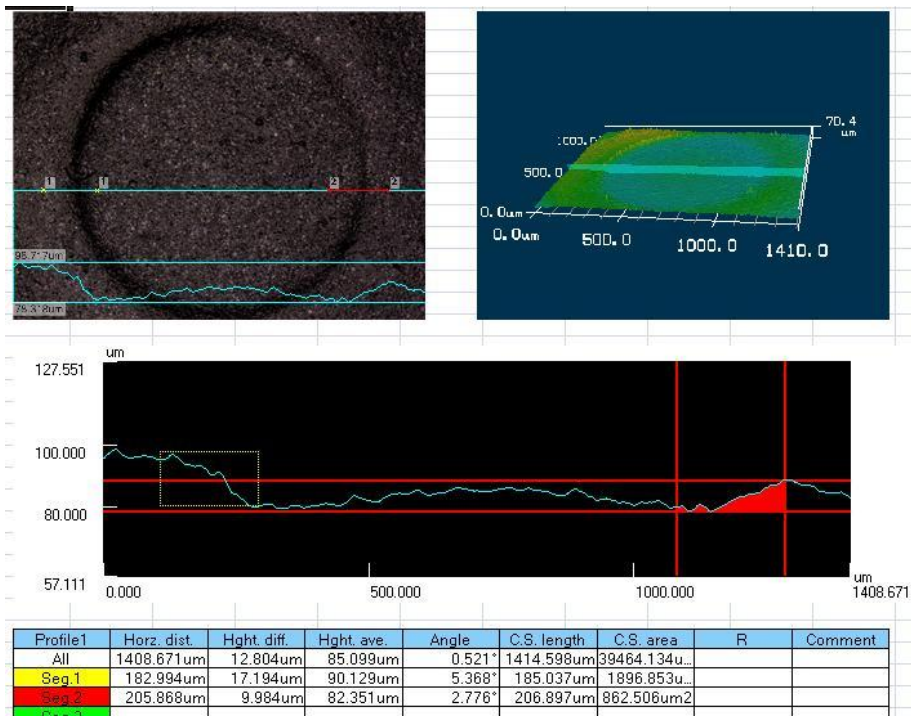 1 1 2 2
78.318um
70.4
um
1000.0
500.0
0.0um
0.0um 500.0 1000.0 1410.0
um
127.551
100.000
80.000
57.111
0.000 500.000 1000.000 um
1408.671
Profile1 Horz. dist. Hght. diff. Hght. ave. Angle C.S. length C.S. area R Comment
All 1408.671um 12.804um 85.099um 0.521° 1414.598um 39464.134u...
Seg.1 182.994um 17.194um 90.129um 5.368° 185.037um 1896.853u...
Seg.2 205.868um 9.984um 82.351um 2.776° 206.897um 862.506um2